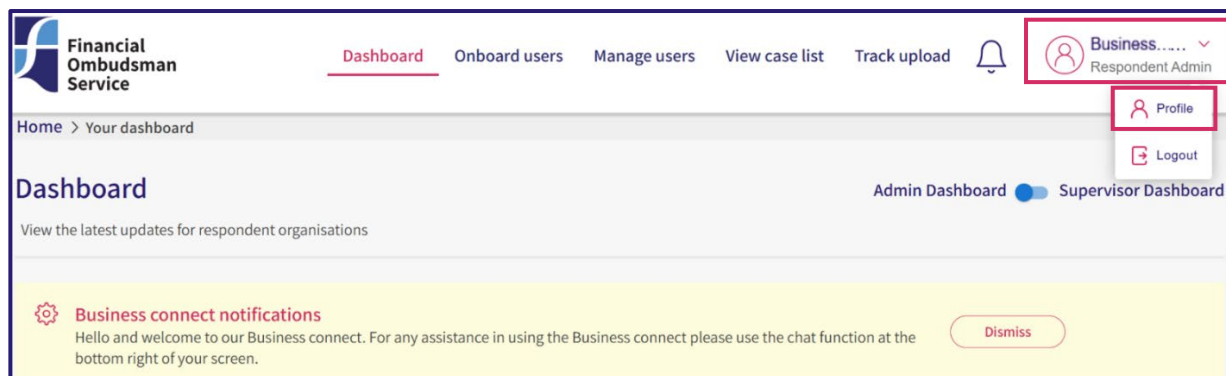 Financial
Ombudsman
Service
Dashboard Onboard users Manage users View case list Track upload
Business......
Respondent Admin
Profile
Logout
Home > Your dashboard
Dashboard
Admin Dashboard Supervisor Dashboard
View the latest updates for respondent organisations
Business connect notifications
Hello and welcome to our Business connect. For any assistance in using the Business connect please use the chat function at the
bottom right of your screen.
Dismiss